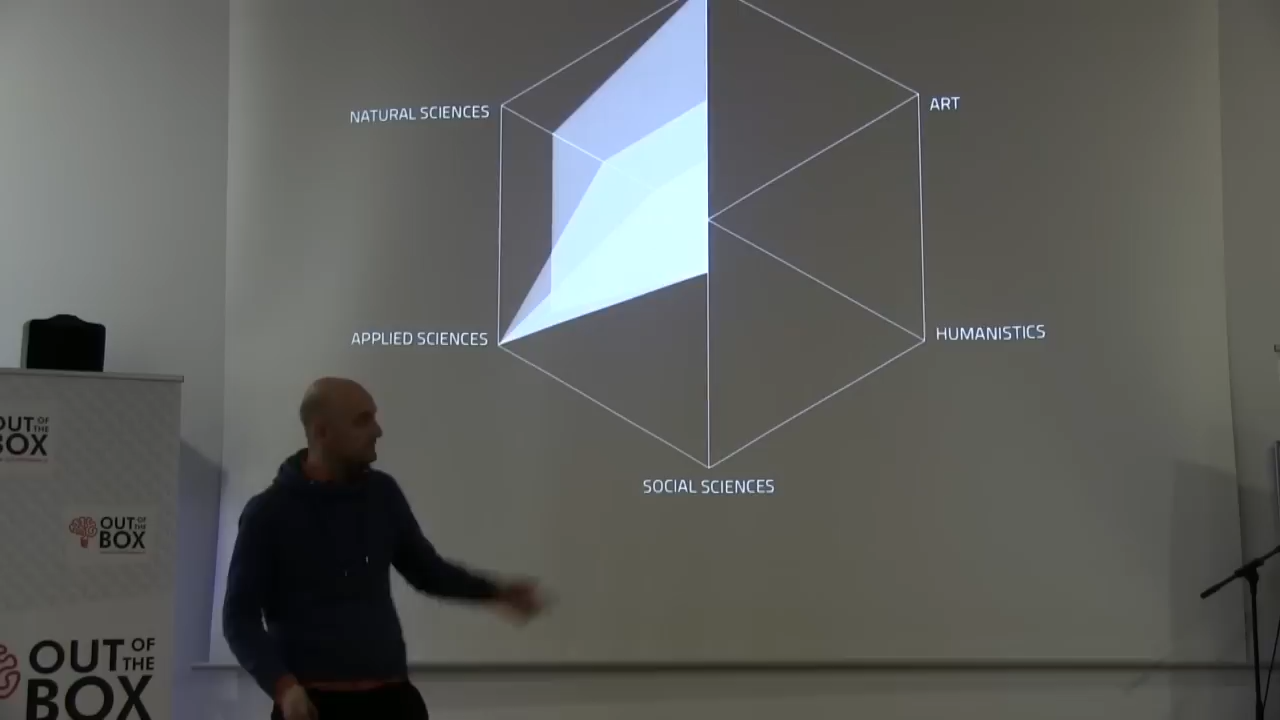 NATURAL SCIENCES
ART
APPLIED SCIENCES
HUMANISTICS
SOCIAL SCIENCES
OUT OF THE
BOX
OUT OF THE
BOX
OUT OF THE
BOX